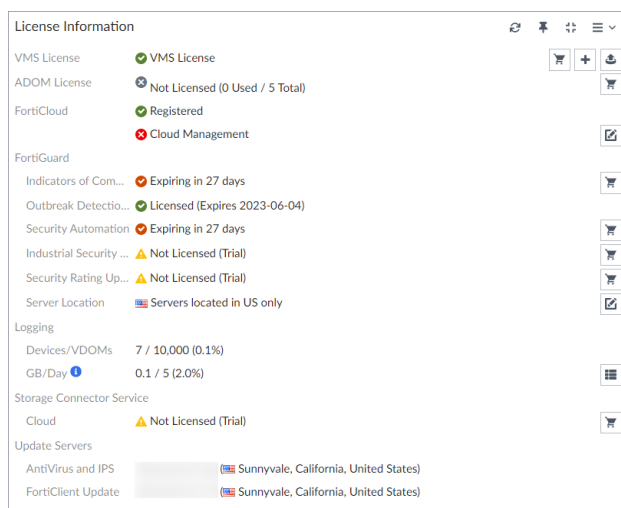 License Information
VMS License VMS License
ADOM License Not Licensed (0 Used / 5 Total)
FortiCloud Registered
Cloud Management
FortiGuard
Indicators of Com... Expiring in 27 days
Outbreak Detectio... Licensed (Expires 2023-06-04)
Security Automation Expiring in 27 days
Industrial Security ... Not Licensed (Trial)
Security Rating Up... Not Licensed (Trial)
Server Location Servers located in US only
Logging
Devices/VDOMs 7 / 10,000 (0.1%)
GB/Day 0.1 / 5 (2.0%)
Storage Connector Service
Cloud Not Licensed (Trial)
Update Servers
AntiVirus and IPS ( Sunnyvale, California, United States)
FortiClient Update ( Sunnyvale, California, United States)